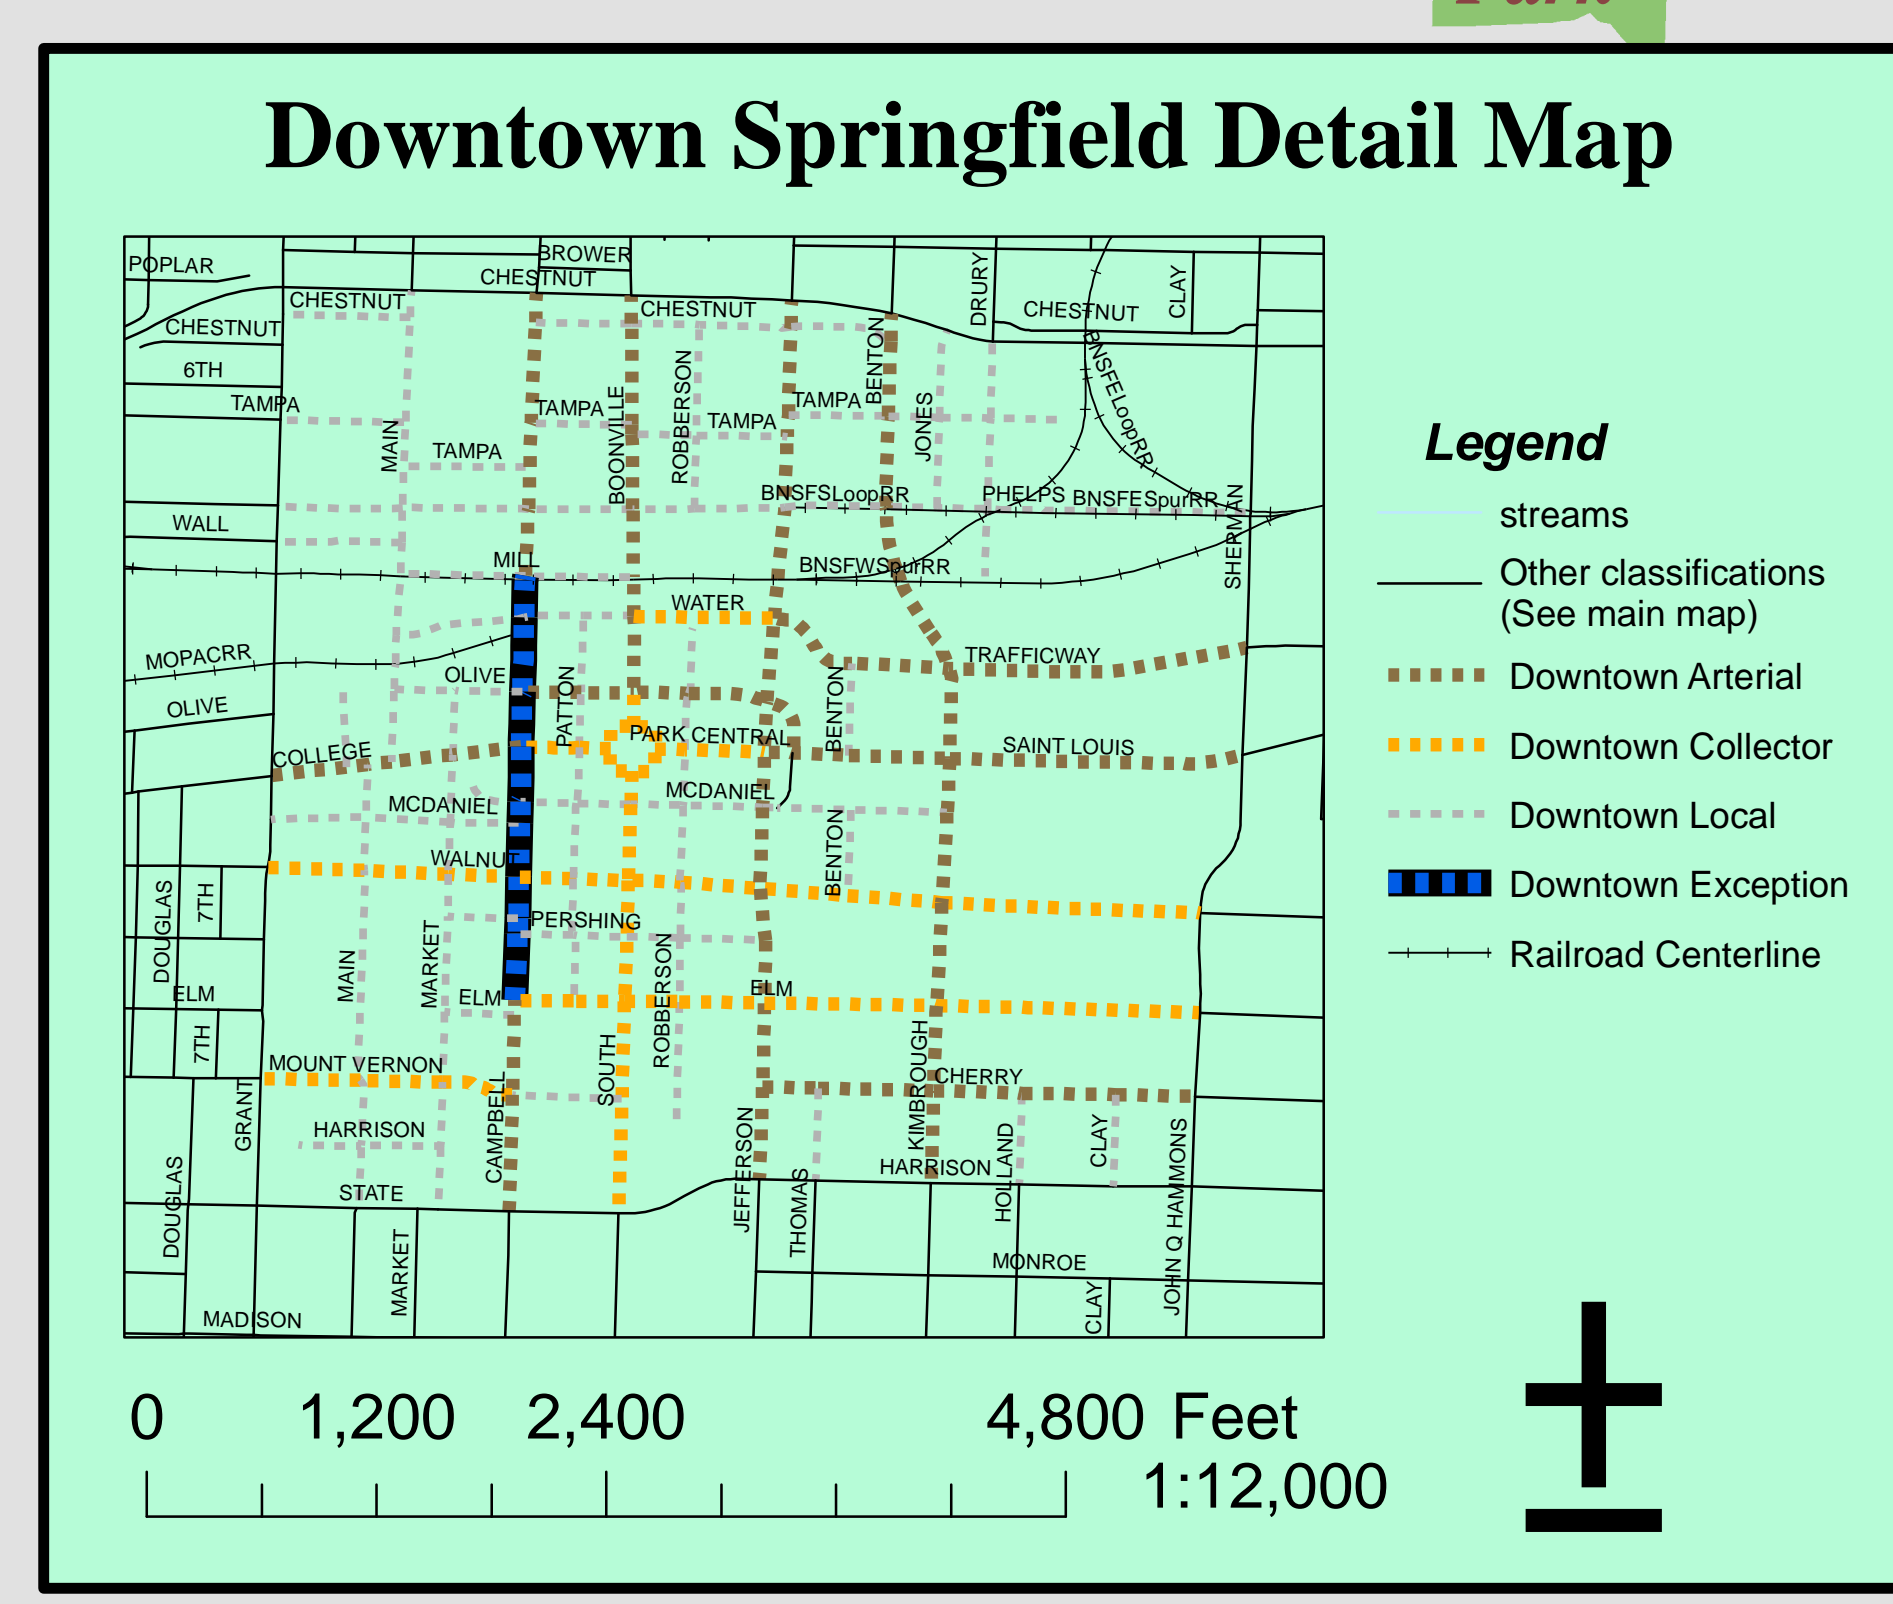 Downtown Springfield Detail Map
BROWER
POPLAR
CHESTNUT
CHESTNUT
CHESTNUT
CHESTNUT
CHESTNUT
DRURY
CLAY
BENTON
6TH
TAMPA
TAMPA
TAMPA
TAMPA
TAMPA
MAIN
BOONVILLE
ROBBERSON
JONES
BNSFELoopRR
BNSFSLoopRR
PHELPS
BNSFESpurRR
SHERMAN
WALL
MILL
BNSFWSpurRR
WATER
MOPACRR
TRAFFICWAY
OLIVE
OLIVE
PATTON
BENTON
PARK CENTRAL
SAINT LOUIS
COLLEGE
MCDANIEL
MCDANIEL
BENTON
WALNUT
DOUGLAS
7TH
PERSHING
MAIN
MARKET
ROBBERSON
ELM
ELM
ELM
7TH
MOUNT VERNON
SOUTH
KIMBROUGH
CHERRY
GRANT
CAMPBELL
HARRISON
JEFFERSON
HOLLAND
CLAY
JOHN Q HAMMONS
HARRISON
DOUGLAS
STATE
THOMAS
MARKET
MONROE
CLAY
MADISON
Legend
streams
Other classifications
(See main map)
Downtown Arterial
Downtown Collector
Downtown Local
Downtown Exception
Railroad Centerline
0 1,200 2,400 4,800 Feet
1:12,000